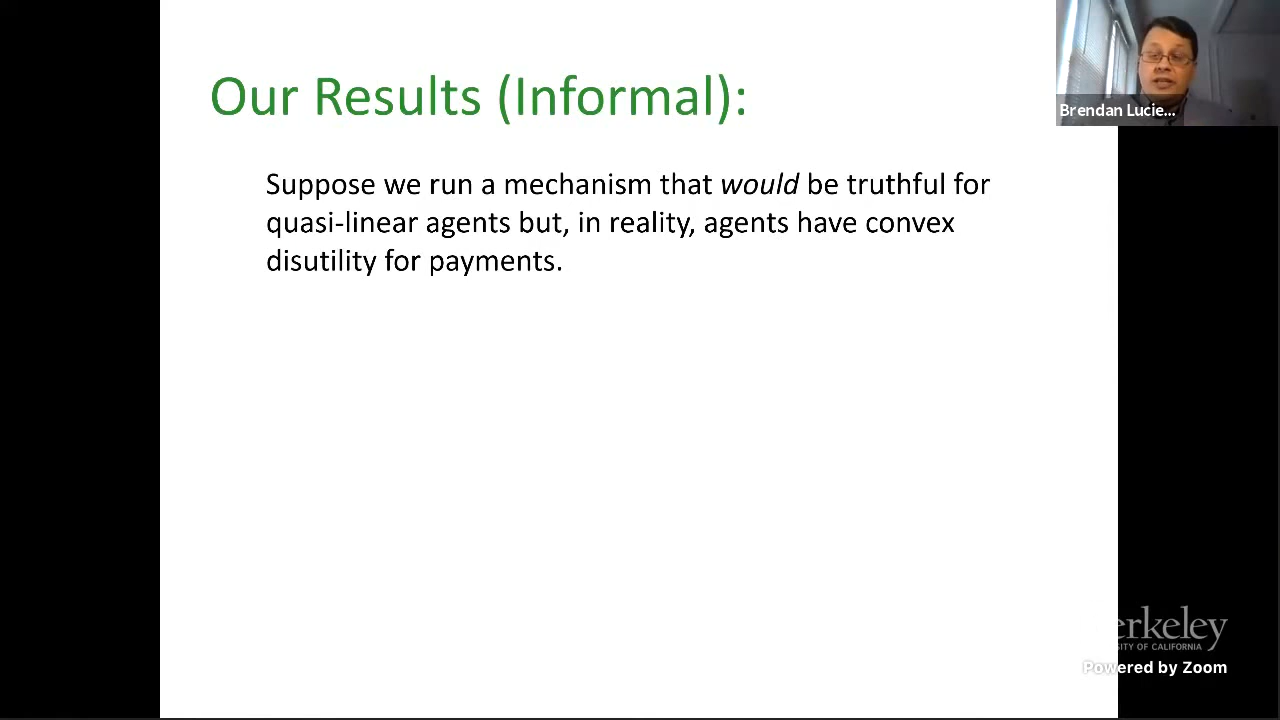 Our Results (Informal):
Brendan Lucie...
Suppose we run a mechanism that would be truthful for
quasi-linear agents but, in reality, agents have convex
disutility for payments.
erkeley
SITY OF CALIFORNIA
Powered by Zoom